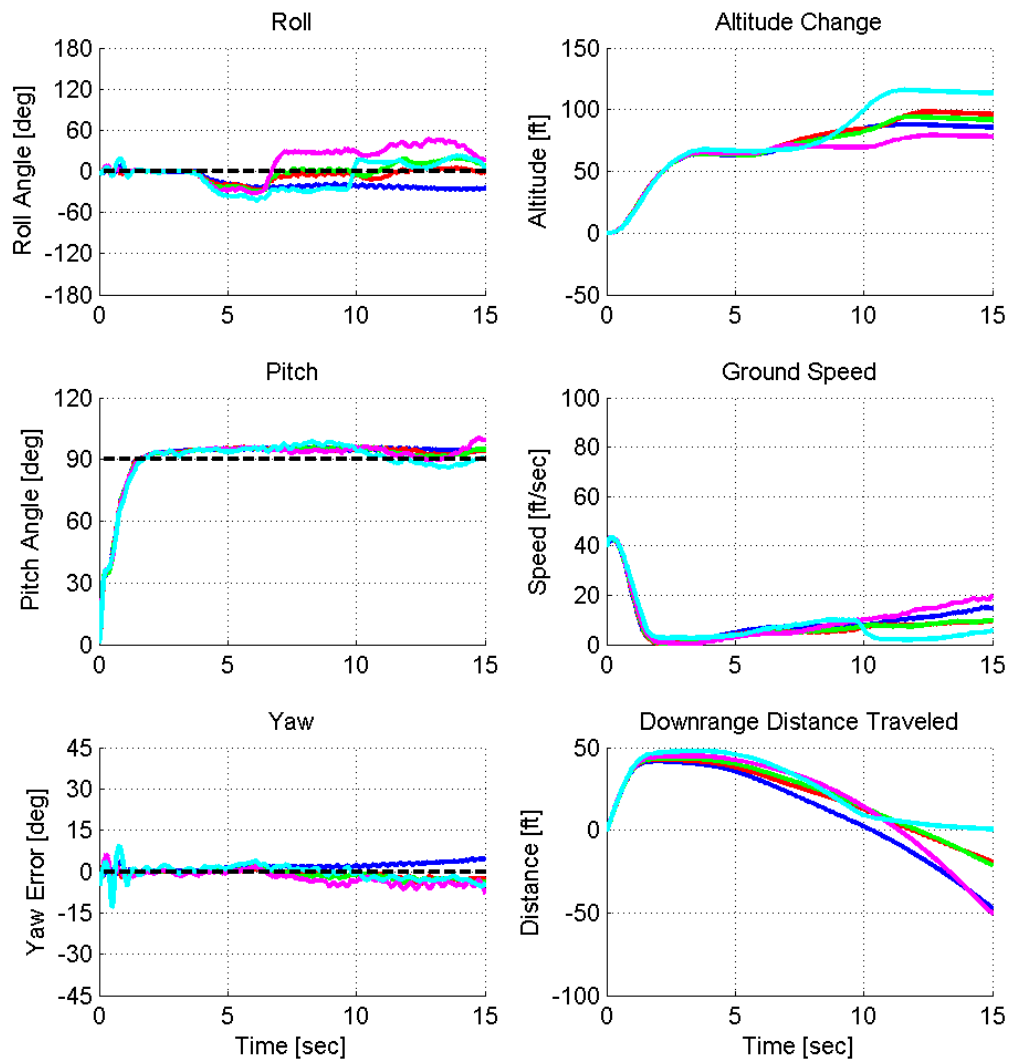 Roll
Roll Angle [deg]
180
120
60
0
-60
-120
-180
0 5 10 15
Altitude Change
Altitude [ft]
150
100
50
0
-50
0 5 10 15
Pitch
Pitch Angle [deg]
120
90
60
30
0
0 5 10 15
Ground Speed
Speed [ft/sec]
100
80
60
40
20
0
0 5 10 15
Yaw
Yaw Error [deg]
45
30
15
0
-15
-30
-45
0 5 10 15
Time [sec]
Downrange Distance Traveled
Distance [ft]
50
0
-50
-100
0 5 10 15
Time [sec]